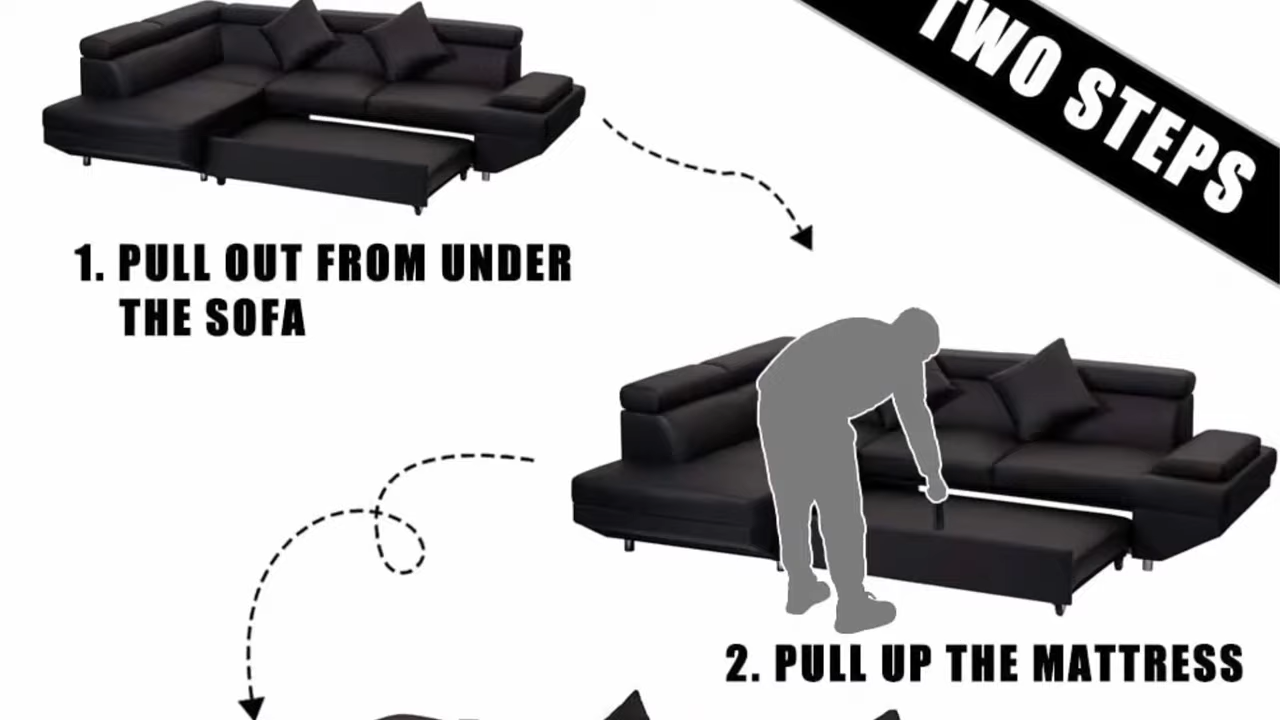 TWO STEPS
1. PULL OUT FROM UNDER
THE SOFA
2. PULL UP THE MATTRESS